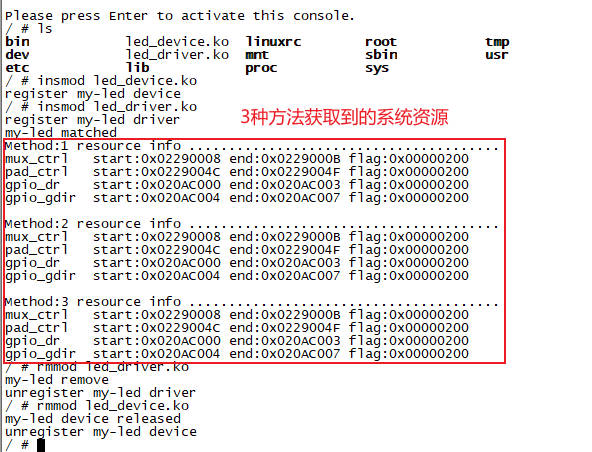 Please press Enter to activate this console.
/ # ls
bin            led_device.ko  linuxrc        root           tmp
dev            led_driver.ko  mnt            sbin           usr
etc            lib            proc           sys
/ # insmod led_device.ko
register my-led device
/ # insmod led_driver.ko
register my-led driver
3种方法获取到的系统资源
my-led matched
Method:1 resource info .......................................
mux_ctrl   start:0x02290008 end:0x0229000B flag:0x00000200
pad_ctrl   start:0x0229004C end:0x0229004F flag:0x00000200
gpio_dr    start:0x020AC000 end:0x020AC003 flag:0x00000200
gpio_gdir  start:0x020AC004 end:0x020AC007 flag:0x00000200
Method:2 resource info .......................................
mux_ctrl   start:0x02290008 end:0x0229000B flag:0x00000200
pad_ctrl   start:0x0229004C end:0x0229004F flag:0x00000200
gpio_dr    start:0x020AC000 end:0x020AC003 flag:0x00000200
gpio_gdir  start:0x020AC004 end:0x020AC007 flag:0x00000200
Method:3 resource info .......................................
mux_ctrl   start:0x02290008 end:0x0229000B flag:0x00000200
pad_ctrl   start:0x0229004C end:0x0229004F flag:0x00000200
gpio_dr    start:0x020AC000 end:0x020AC003 flag:0x00000200
gpio_gdir  start:0x020AC004 end:0x020AC007 flag:0x00000200
/ # rmmod led_driver.ko
my-led remove
unregister my-led driver
/ # rmmod led_device.ko
my-led device released
unregister my-led device
/ #